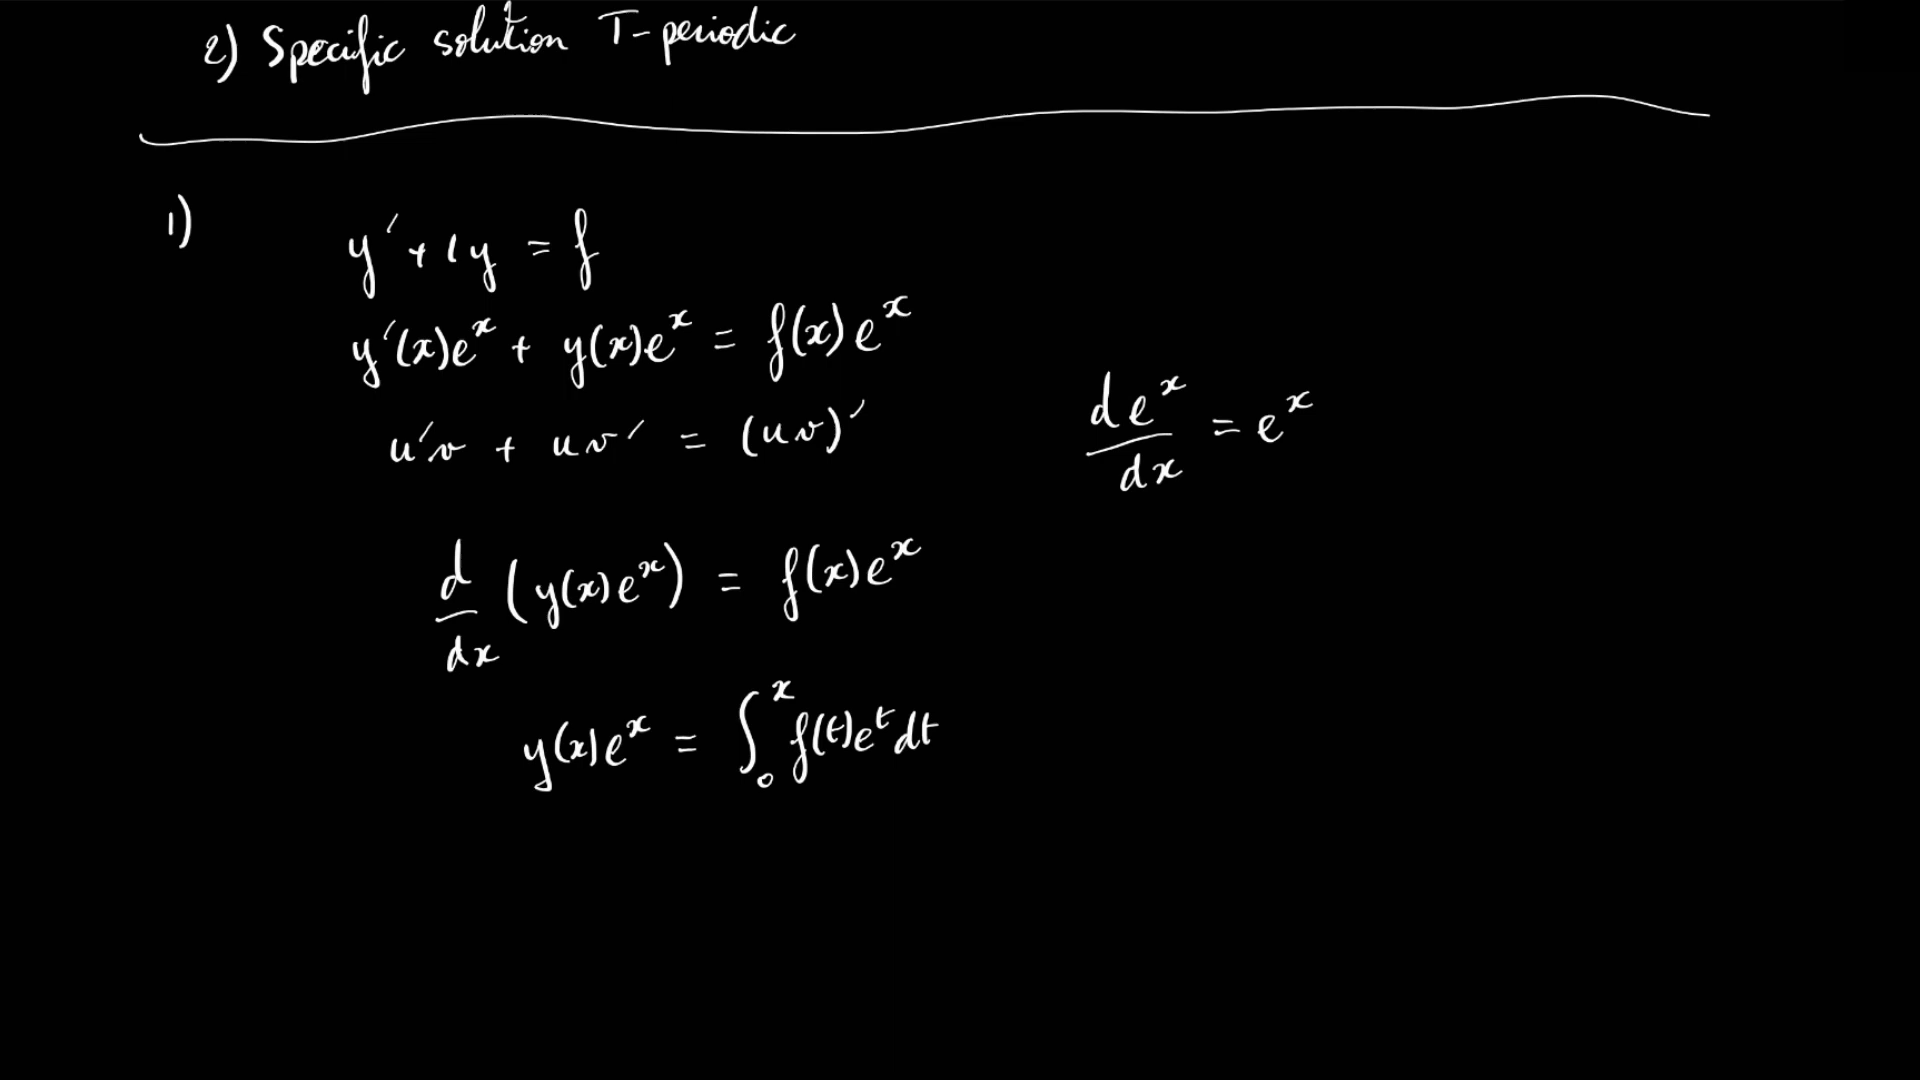 2) Specific solution T-periodic
1)
y' + 1y = f
y'(x)e^x + y(x)e^x = f(x)e^x
u'v + uv' = (uv)'
de^x/dx = e^x
d/dx (y(x)e^x) = f(x)e^x
y(x)e^x = ∫_0^x f(t)e^t dt